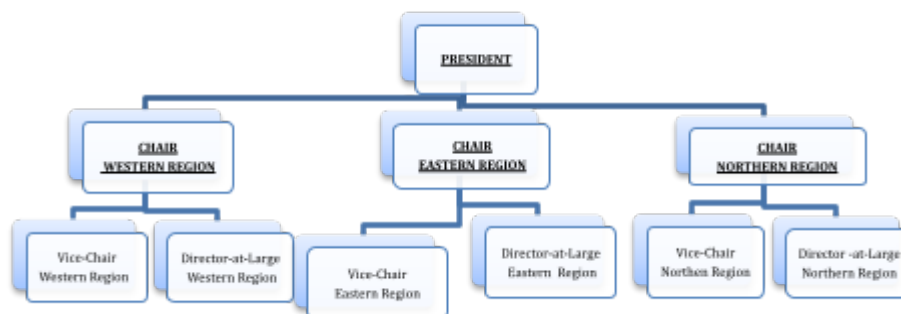 PRESIDENT
CHAIR
WESTERN REGION
CHAIR
EASTERN REGION
CHAIR
NORTHERN REGION
Vice-Chair
Western Region
Director-at-Large
Western Region
Vice-Chair
Eastern Region
Director-at-Large
Eastern Region
Vice-Chair
Northen Region
Director -at-Large
Northern Region